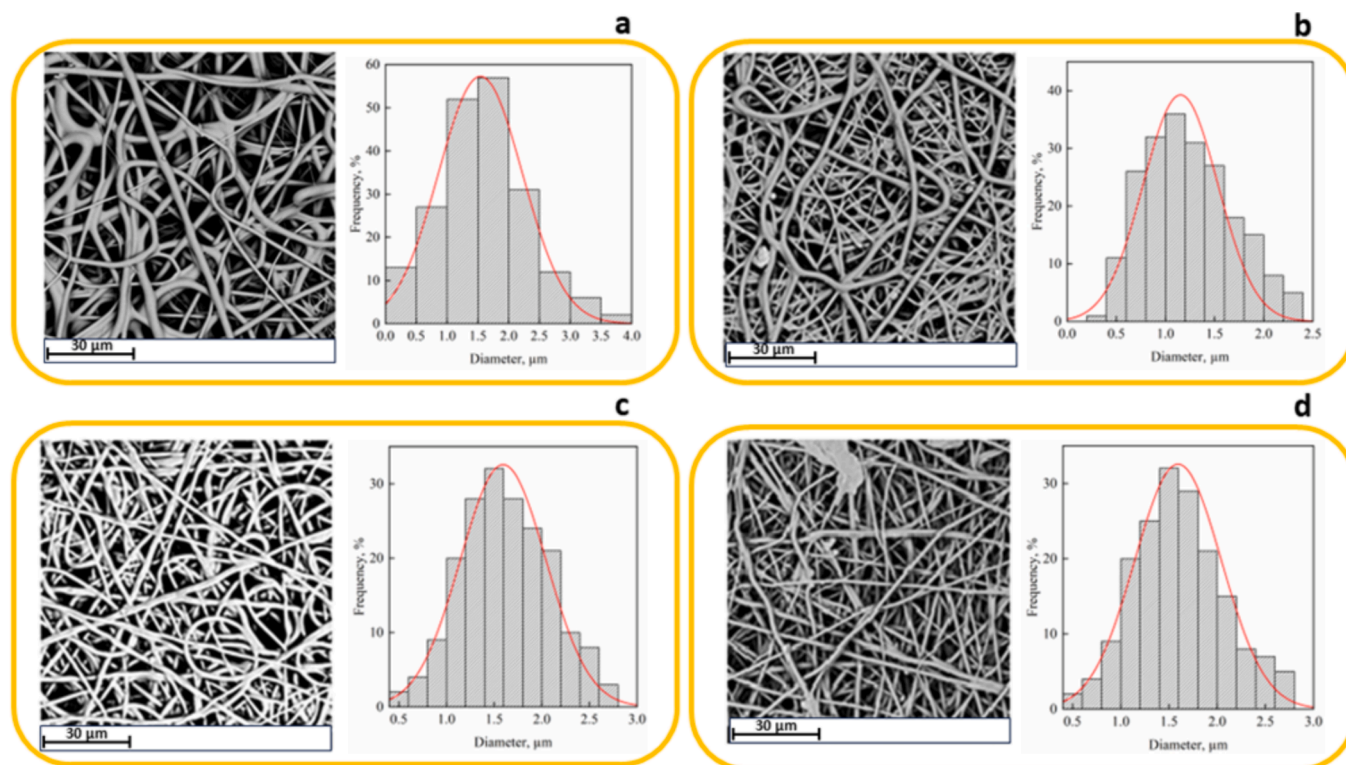 a
60
50
40
30
20
10
0
Frequency, %
0.0 0.5 1.0 1.5 2.0 2.5 3.0 3.5 4.0
Diameter, µm
30 µm
b
40
30
20
10
0
Frequency, %
0.0 0.5 1.0 1.5 2.0 2.5
Diameter, µm
30 µm
c
30
20
10
0
Frequency, %
0.5 1.0 1.5 2.0 2.5 3.0
Diameter, µm
30 µm
d
30
20
10
0
Frequency, %
0.5 1.0 1.5 2.0 2.5 3.0
Diameter, µm
30 µm